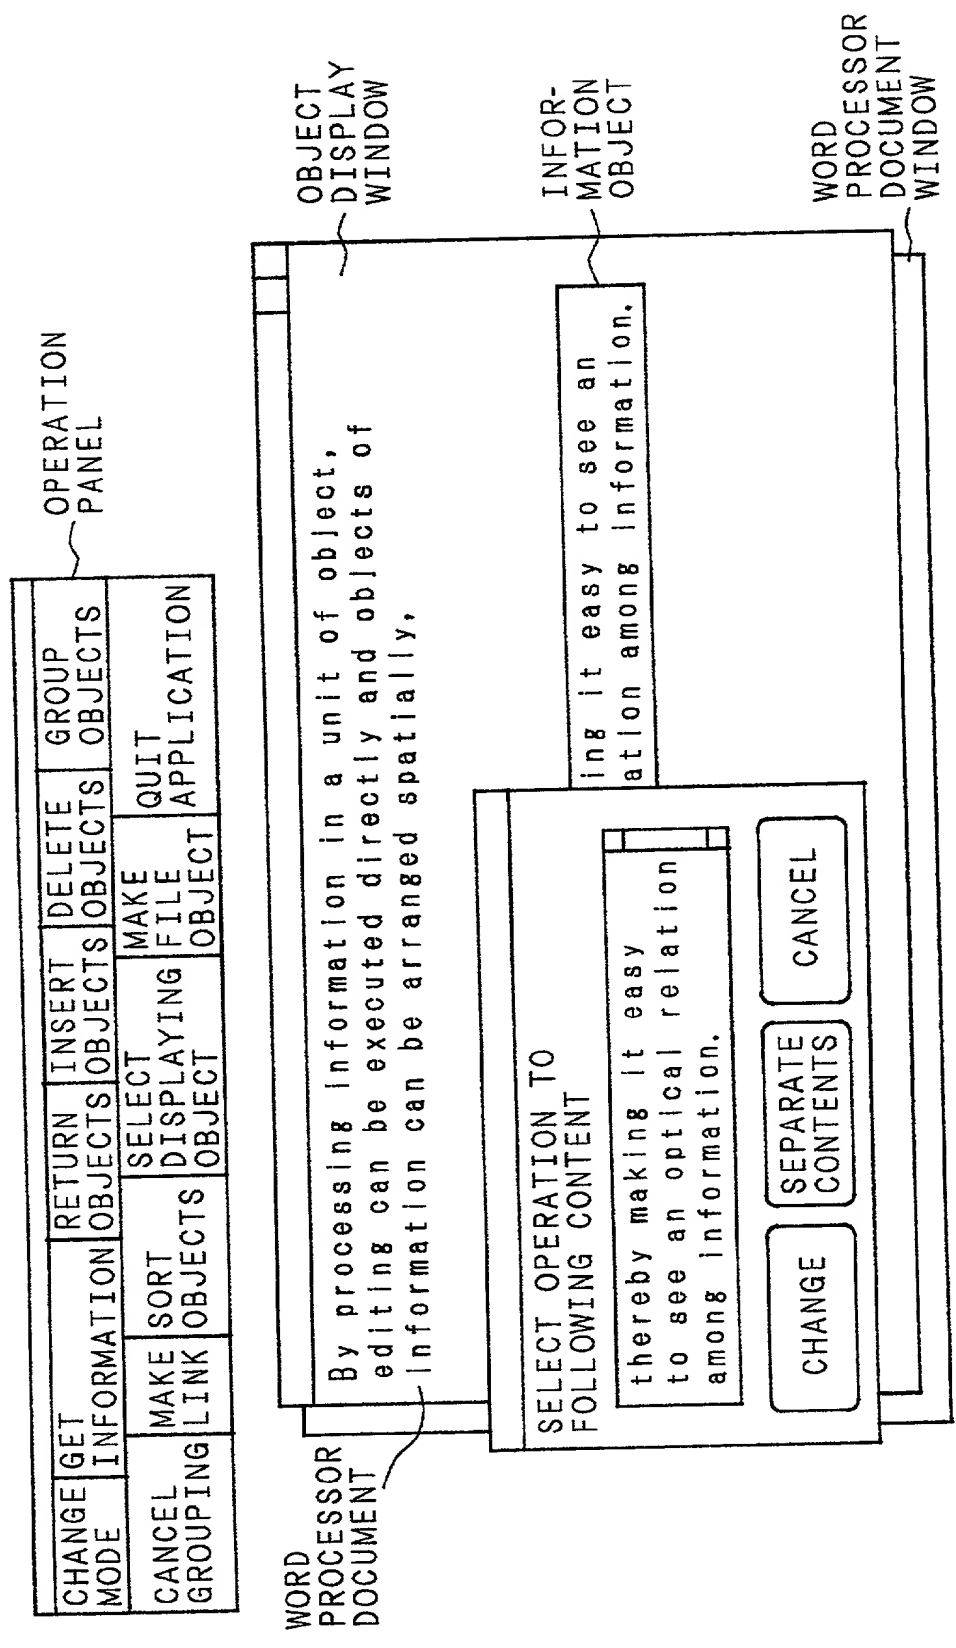 OPERATION
PANEL
CHANGE
MODE
GET
INFORMATION
RETURN
OBJECTS
INSERT
OBJECTS
DELETE
OBJECTS
GROUP
OBJECTS
CANCEL
GROUPING
MAKE
LINK
SORT
OBJECTS
SELECT
DISPLAYING
OBJECT
MAKE
FILE
OBJECT
QUIT
APPLICATION
OBJECT
DISPLAY
WINDOW
WORD
PROCESSOR
DOCUMENT
By processing information in a unit of object,
editing can be executed directly and objects of
information can be arranged spatially,
ing it easy to see an
ation among information.
INFOR-
MATION
OBJECT
SELECT OPERATION TO
FOLLOWING CONTENT
thereby making it easy
to see an optical relation
among information.
CHANGE
SEPARATE
CONTENTS
CANCEL
WORD
PROCESSOR
DOCUMENT
WINDOW